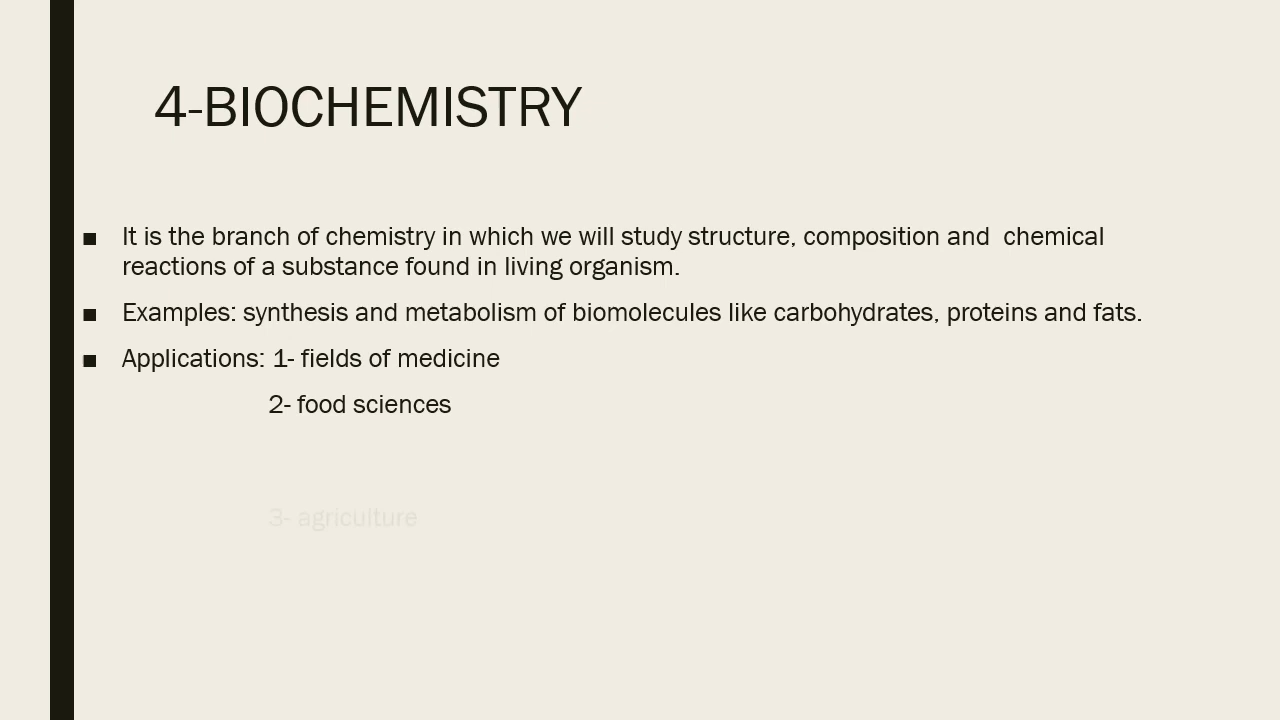 4-BIOCHEMISTRY
■ It is the branch of chemistry in which we will study structure, composition and  chemical
reactions of a substance found in living organism.
■ Examples: synthesis and metabolism of biomolecules like carbohydrates, proteins and fats.
■ Applications: 1- fields of medicine
2- food sciences
3- agriculture